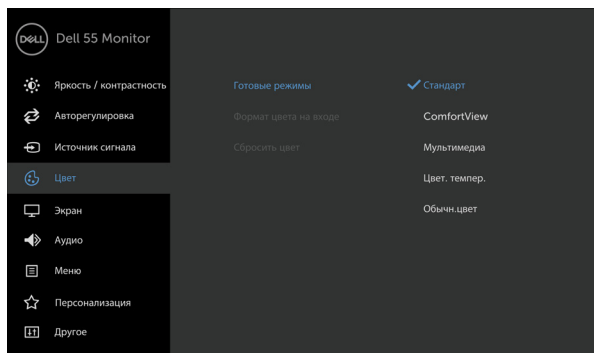 DELL Dell 55 Monitor
Яркость / контрастность
Готовые режимы
Стандарт
Авторегулировка
Формат цвета на входе
ComfortView
Источник сигнала
Сбросить цвет
Мультимедиа
Цвет
Цвет. темпер.
Экран
Обычн.цвет
Аудио
Меню
Персонализация
Другое